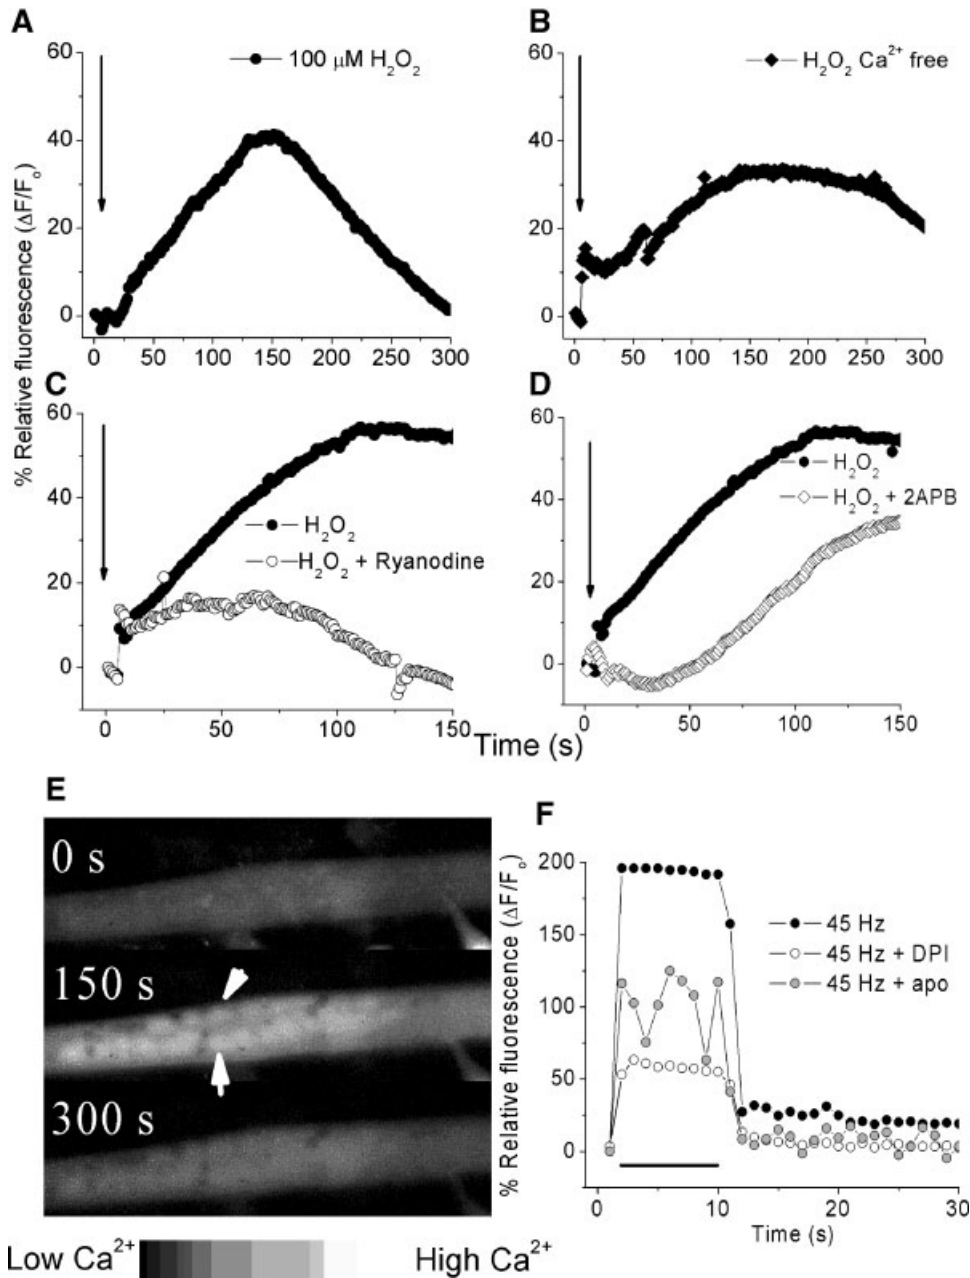 A
B
% Relative fluorescence (ΔF/Fₒ)
60
40
20
0
0
50
100
150
200
250
300
100 μM H₂O₂
60
40
20
0
0
50
100
150
200
250
300
H₂O₂ Ca²⁺ free
C
D
60
40
20
0
0
50
100
150
H₂O₂
H₂O₂ + Ryanodine
60
40
20
0
0
50
100
150
H₂O₂
H₂O₂ + 2APB
Time (s)
E
0 s
150 s
300 s
Low Ca²⁺
High Ca²⁺
F
% Relative fluorescence (ΔF/Fₒ)
200
150
100
50
0
0
10
20
30
45 Hz
45 Hz + DPI
45 Hz + apo
Time (s)